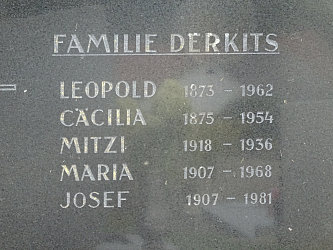 FAMILIE DERKITS
LEOPOLD 1873 – 1962
CÄCILIA 1875 – 1954
MITZI 1918 – 1936
MARIA 1907 – 1968
JOSEF 1907 – 1981